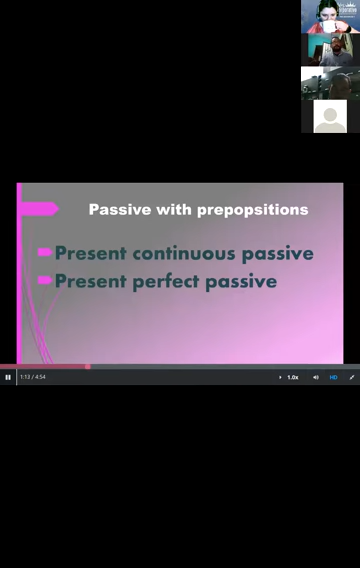 Passive with prepopsitions
Present continuous passive
Present perfect passive
1:13 / 4:54
1.0x
HD